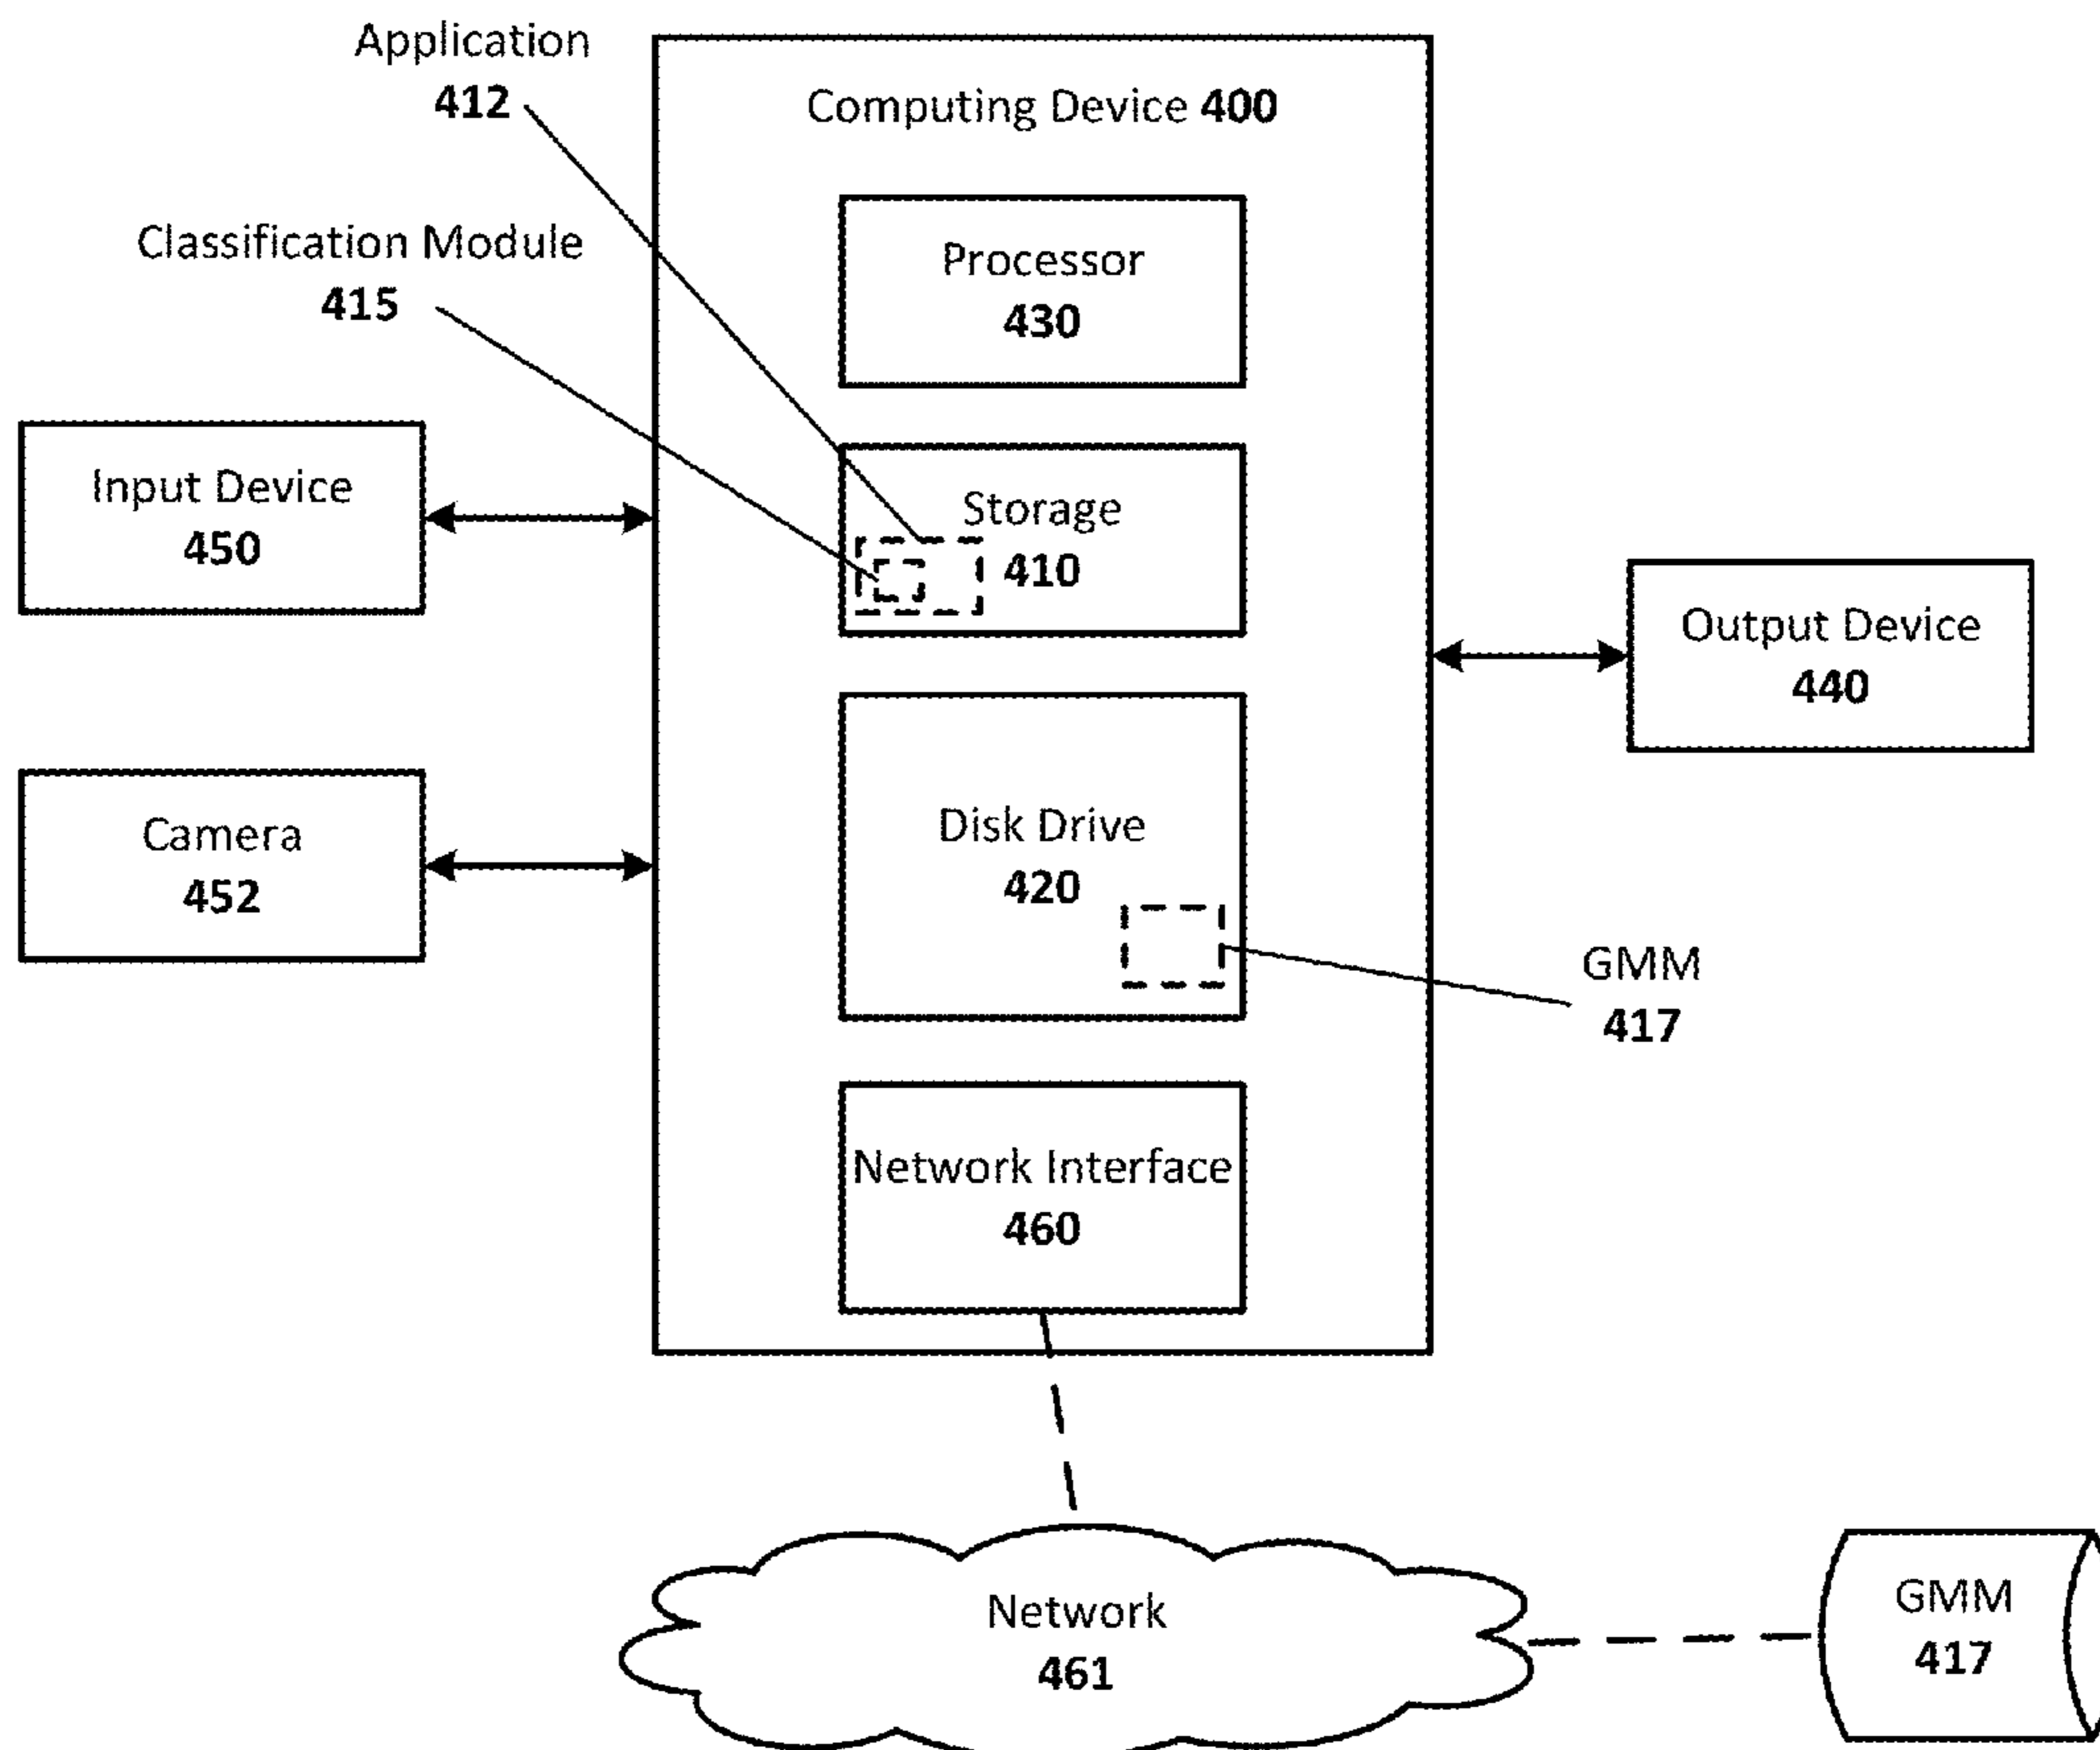 Application
412
Computing Device 400
Classification Module
415
Processor
430
Input Device
450
Storage
410
Output Device
440
Camera
452
Disk Drive
420
GMM
417
Network Interface
460
Network
461
GMM
417